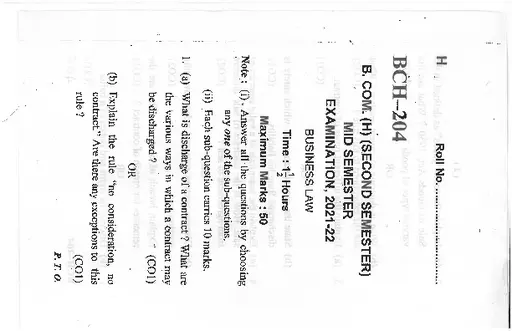 H
Roll No. ..............................
BCH–204
B. COM. (H) (SECOND SEMESTER)
MID SEMESTER
EXAMINATION, 2021-22
BUSINESS LAW
Time : 1½ Hours
Maximum Marks : 50
Note : (i) Answer all the questions by choosing
any one of the sub-questions.
(ii) Each sub-question carries 10 marks.
1. (a) What is discharge of a contract ? What are
the various ways in which a contract may
be discharged ? (CO1)
OR
(b) Explain the rule "no consideration, no
contract." Are there any exceptions to this
rule ? (CO1)
P. T. O.